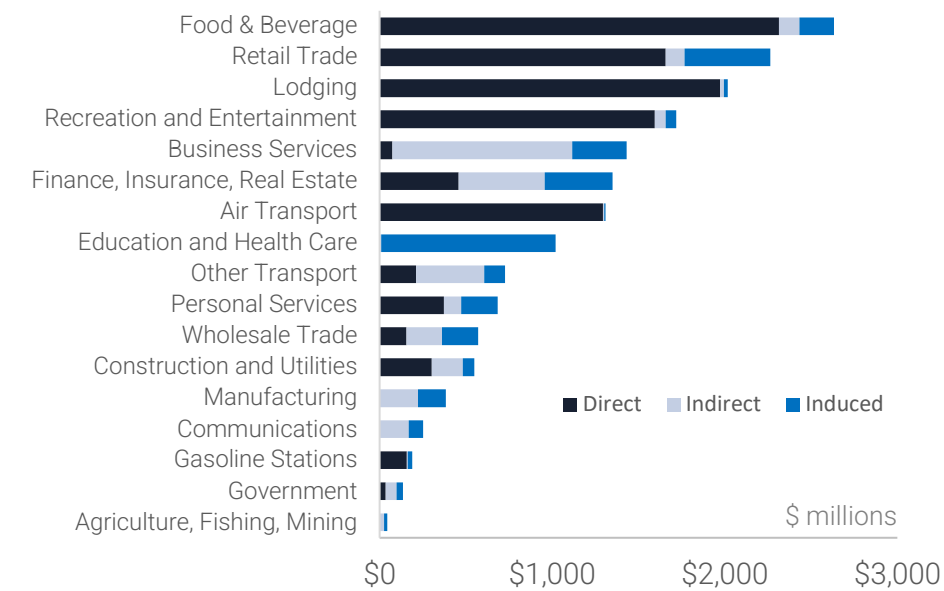 Food & Beverage
Retail Trade
Lodging
Recreation and Entertainment
Business Services
Finance, Insurance, Real Estate
Air Transport
Education and Health Care
Other Transport
Personal Services
Wholesale Trade
Construction and Utilities
Manufacturing
Direct Indirect Induced
Communications
Gasoline Stations
Government
Agriculture, Fishing, Mining
$ millions
$0 $1,000 $2,000 $3,000